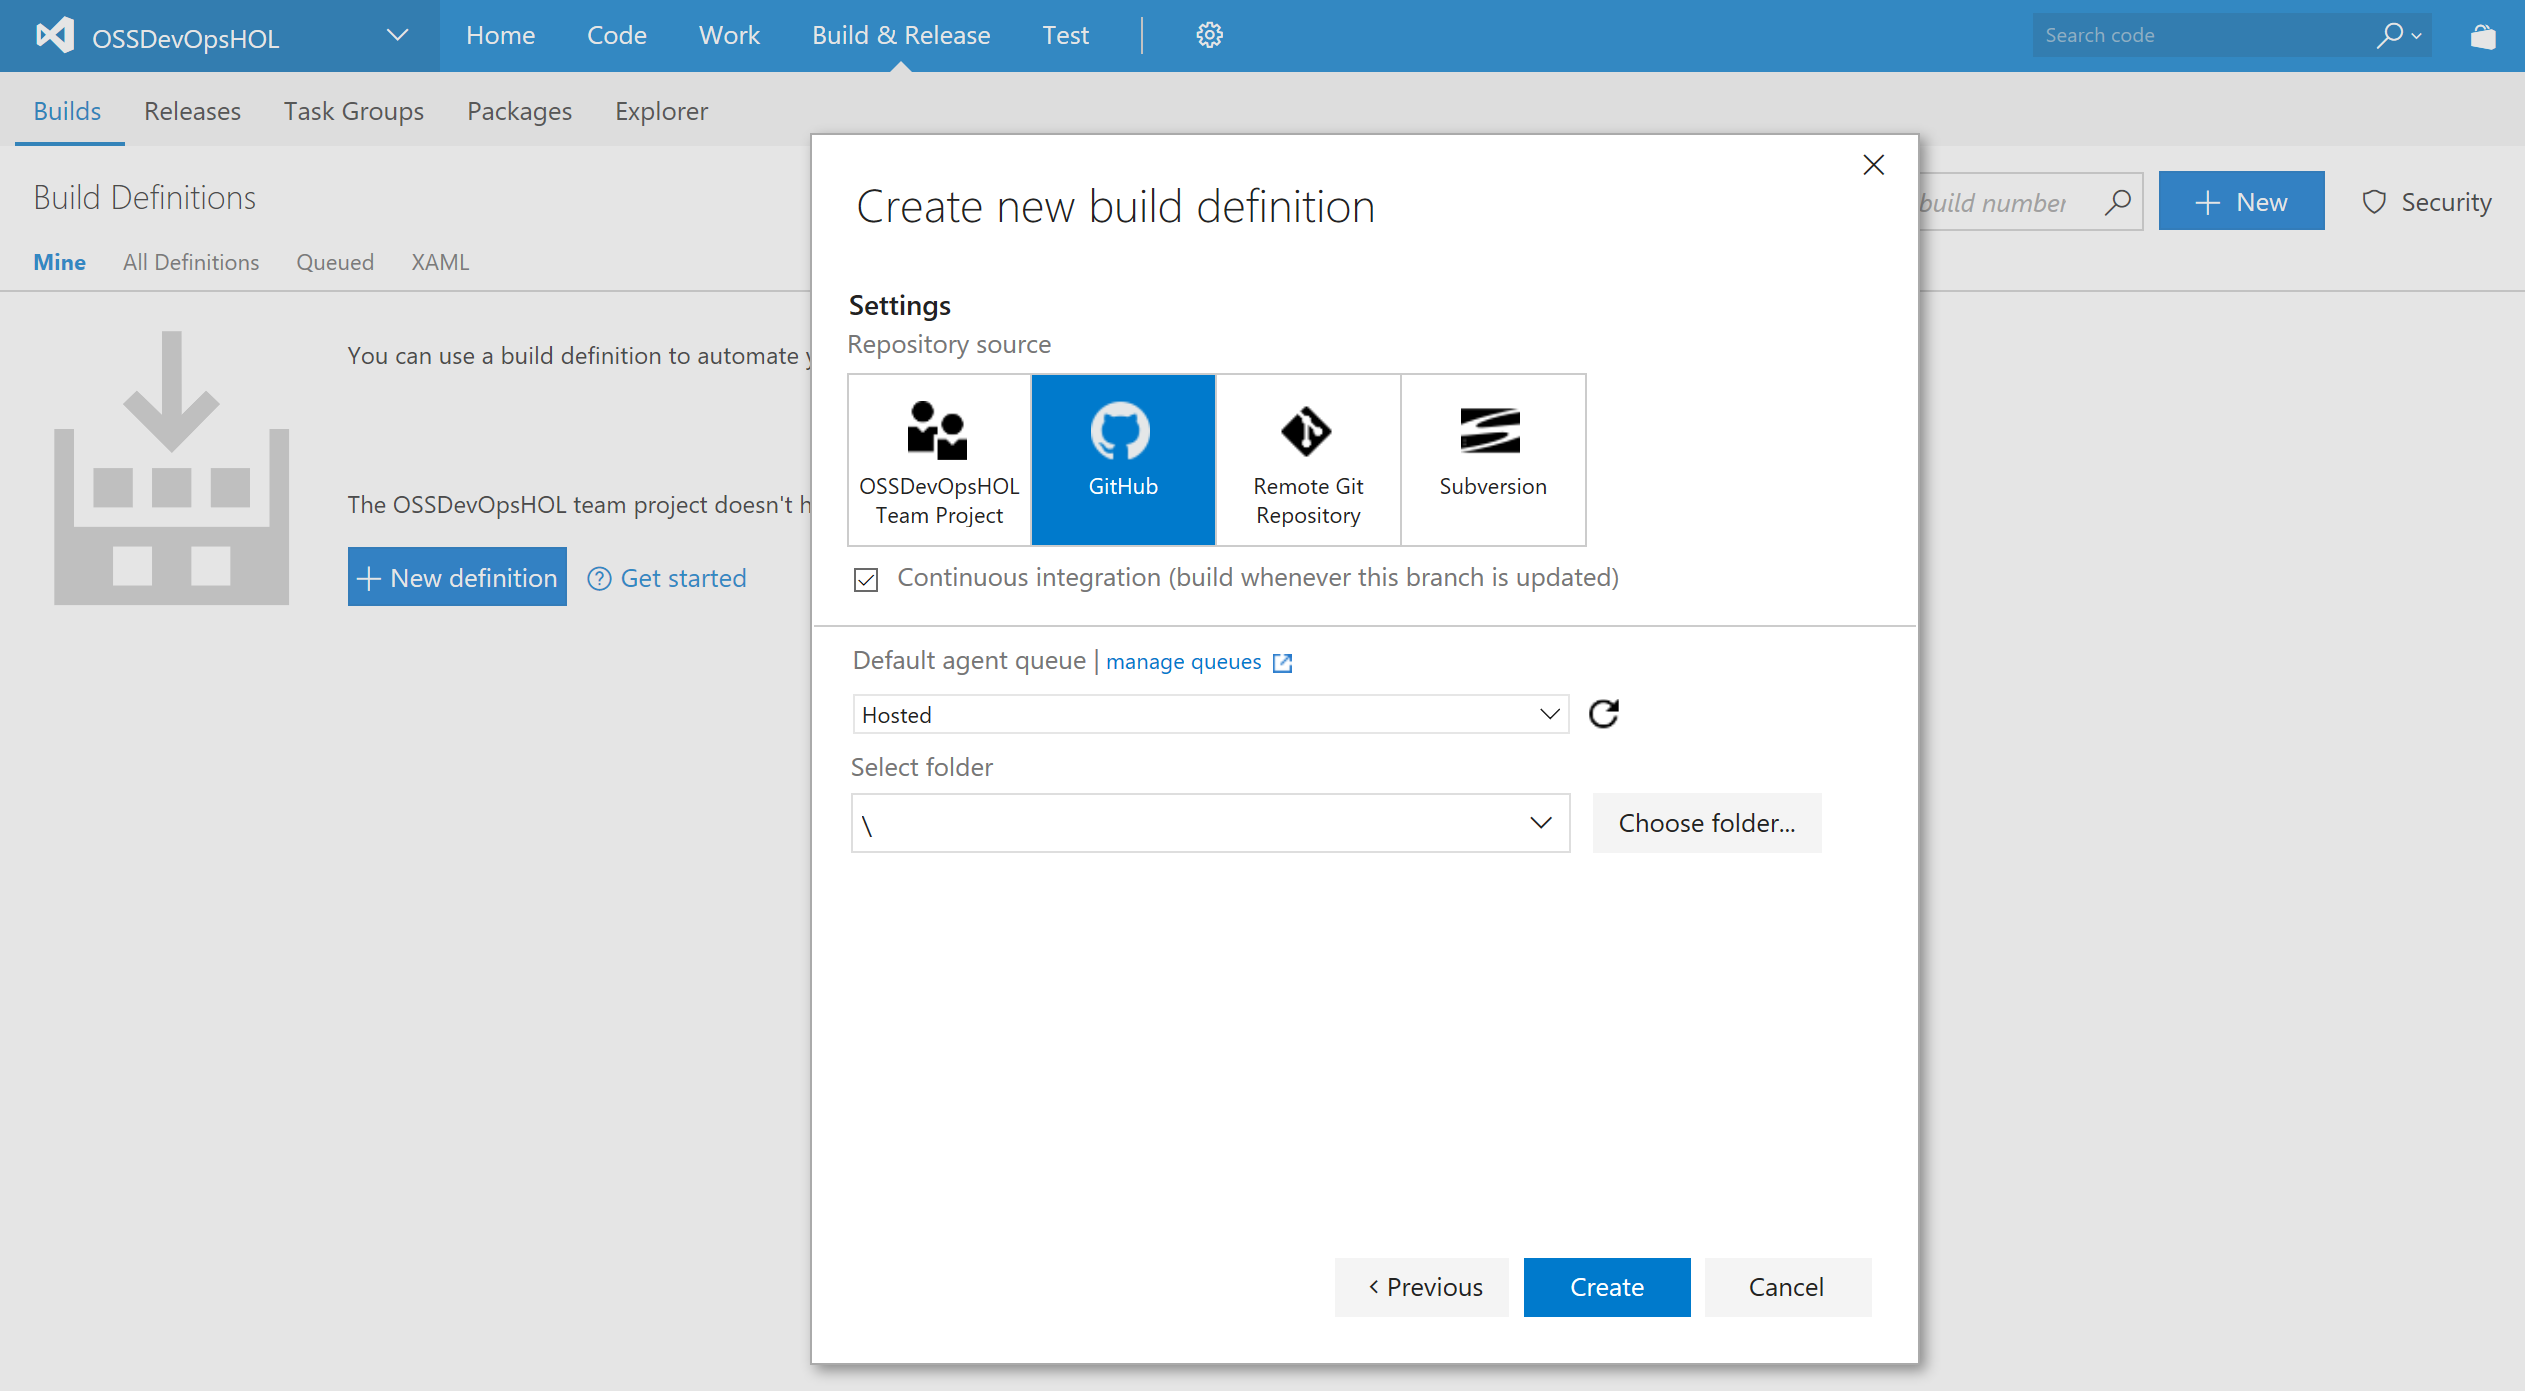 OSSDevOpsHOL
Home Code Work Build & Release Test
Search code
Builds Releases Task Groups Packages Explorer
Build Definitions
build number
New
Security
Mine All Definitions Queued XAML
You can use a build definition to automate
The OSSDevOpsHOL team project doesn't
New definition
Get started
Create new build definition
Settings
Repository source
OSSDevOpsHOL
Team Project
GitHub
Remote Git
Repository
Subversion
Continuous integration (build whenever this branch is updated)
Default agent queue | manage queues
Hosted
Select folder
\
Choose folder...
< Previous
Create
Cancel